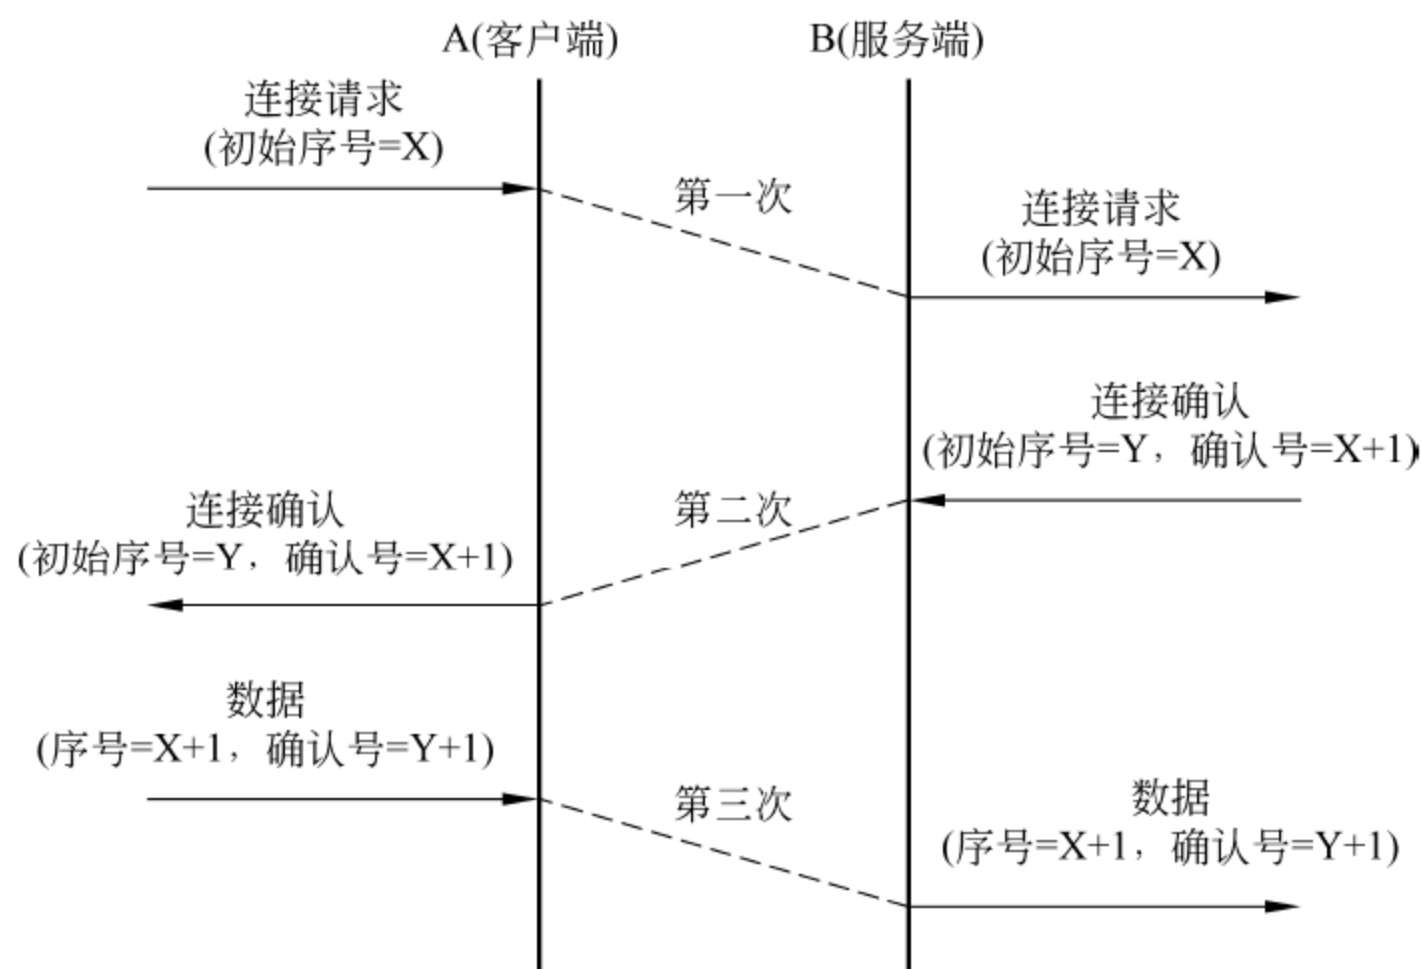 A(客户端)
B(服务端)
连接请求
(初始序号=X)
第一次
连接请求
(初始序号=X)
连接确认
(初始序号=Y，确认号=X+1)
第二次
连接确认
(初始序号=Y，确认号=X+1)
数据
(序号=X+1，确认号=Y+1)
第三次
数据
(序号=X+1，确认号=Y+1)